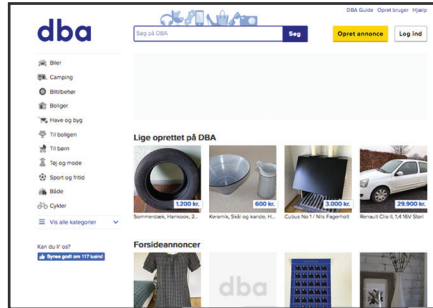 DBA Guide Opret bruger Hjælp
dba
Søg på DBA
Søg
Opret annonce
Log ind
Biler
Camping
Biltilbehør
Boliger
Have og byg
Til boligen
Til børn
Tøj og mode
Sport og fritid
Både
Cykler
Vis alle kategorier
Kan du li' os?
Synes godt om 117 tusind
Lige oprettet på DBA
1.200 kr.
600 kr.
3.000 kr.
29.900 kr.
Sommerdæk, Hankook, 2...
Keramik, Skål og kande, H...
Cubus No 1 / Nils Fagerholt
Renault Clio II, 1,4 16V Storl
Forsideannoncer
dba